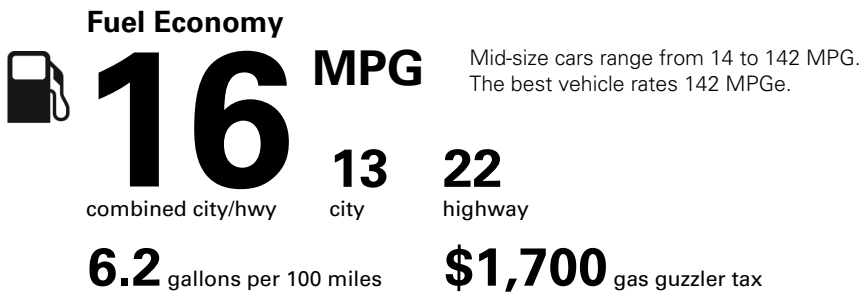 Fuel Economy
16 MPG
Mid-size cars range from 14 to 142 MPG.
The best vehicle rates 142 MPGe.
13 22
combined city/hwy city highway
6.2 gallons per 100 miles $1,700 gas guzzler tax